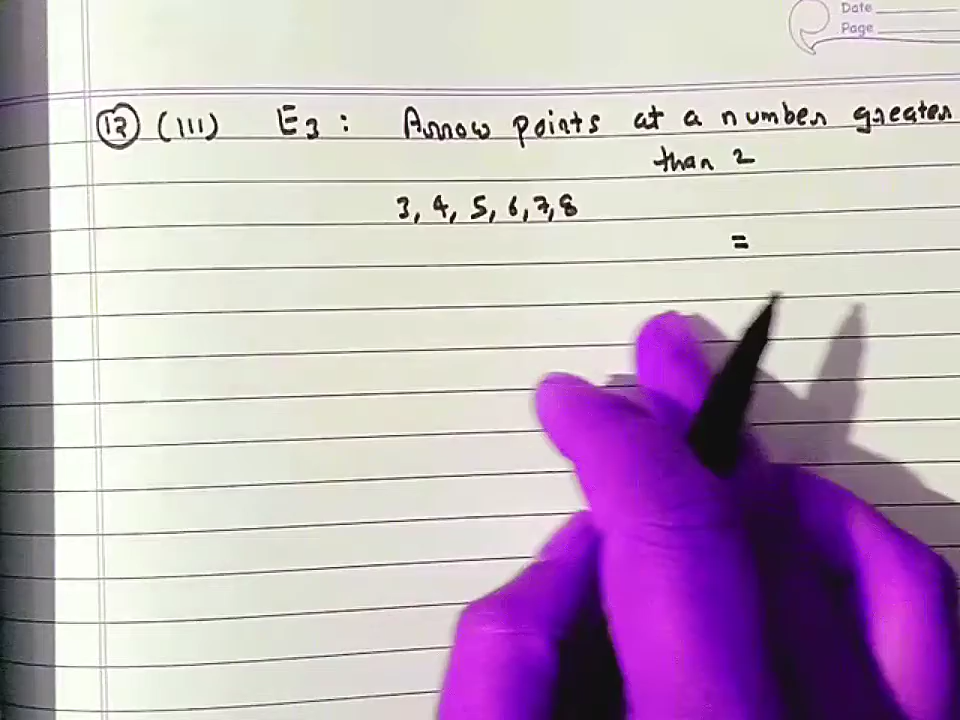 Date
Page
12 (III) E3 : Arrow points at a number greater
than 2
3, 4, 5, 6, 7, 8
=